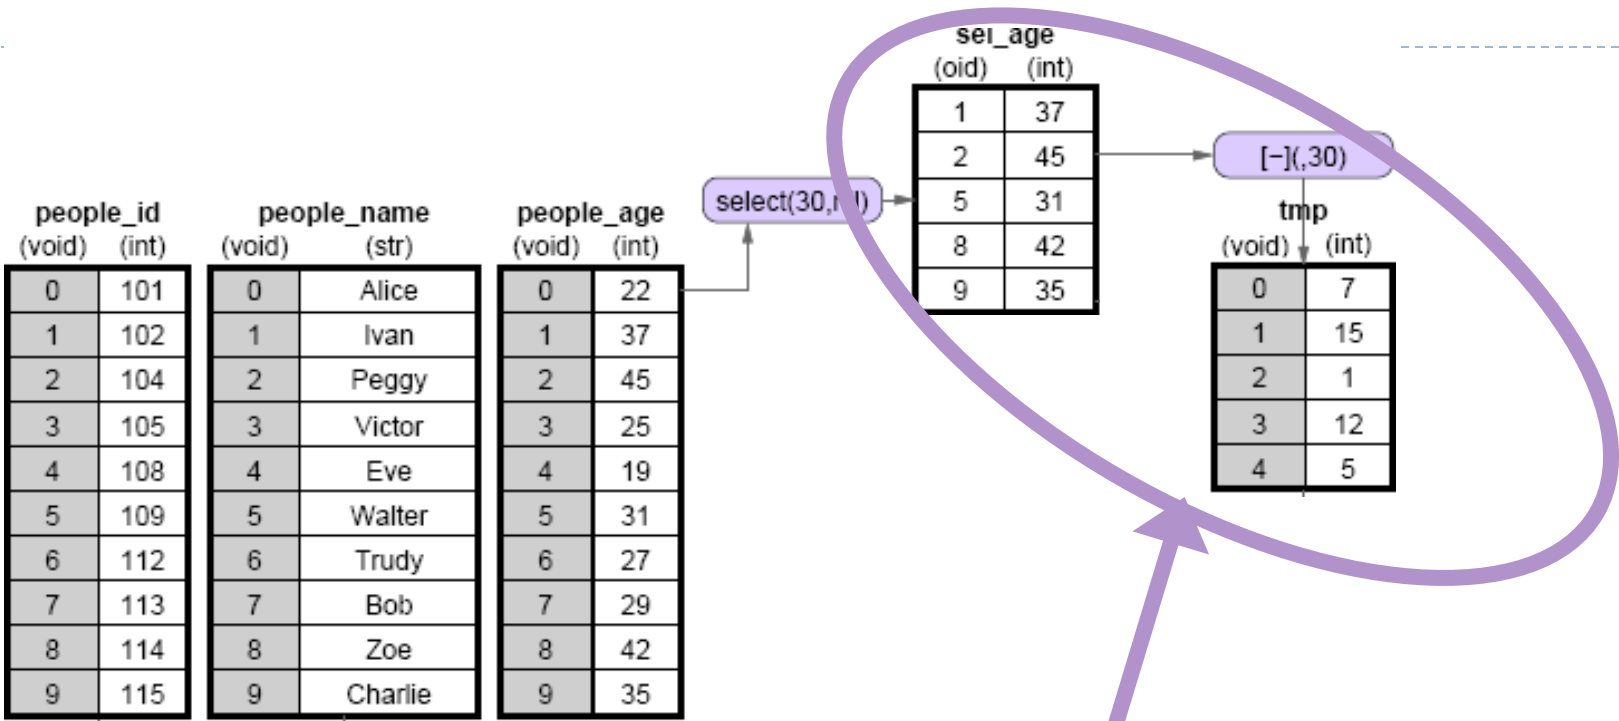 people_id
(void) (int)
0 101
1 102
2 104
3 105
4 108
5 109
6 112
7 113
8 114
9 115
people_name
(void) (str)
0 Alice
1 Ivan
2 Peggy
3 Victor
4 Eve
5 Walter
6 Trudy
7 Bob
8 Zoe
9 Charlie
people_age
(void) (int)
0 22
1 37
2 45
3 25
4 19
5 31
6 27
7 29
8 42
9 35
select(30,nil)
sel_age
(oid) (int)
1 37
2 45
5 31
8 42
9 35
[−](,30)
tmp
(void) (int)
0 7
1 15
2 1
3 12
4 5